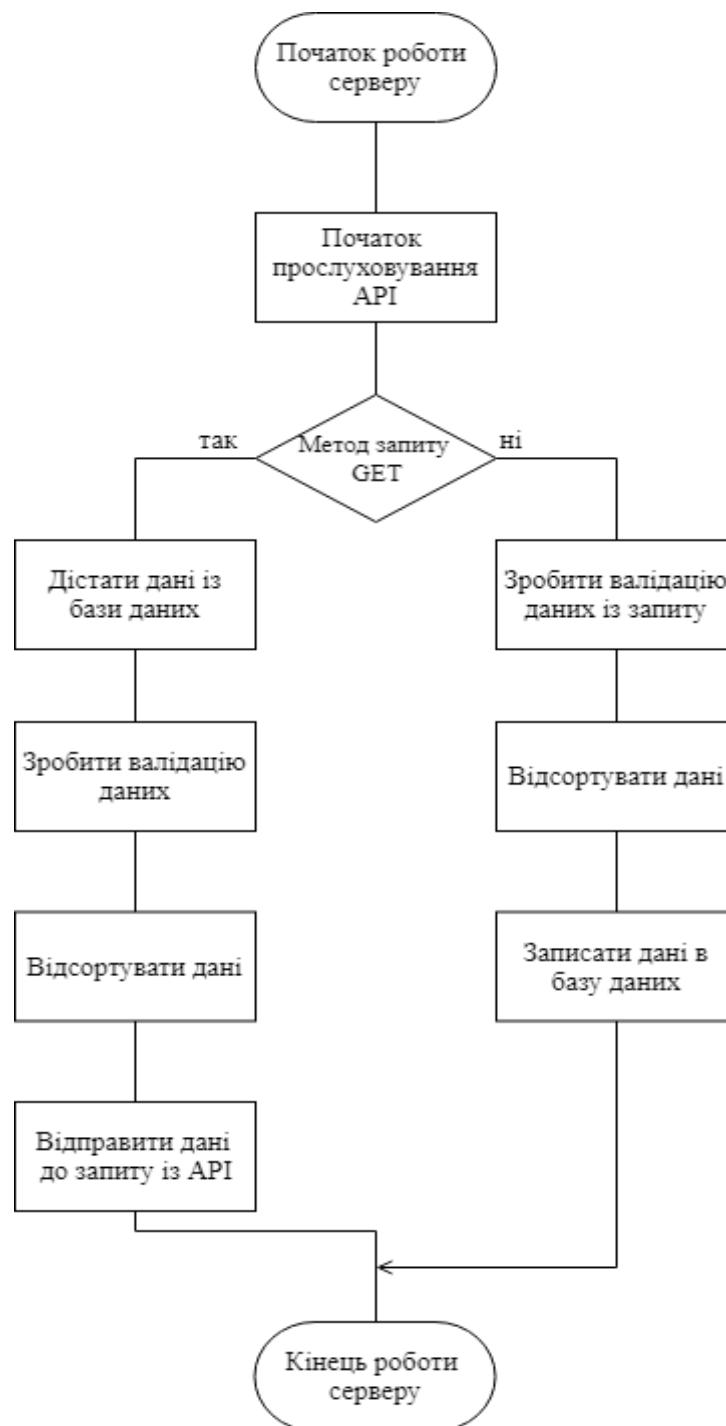 Початок роботи
серверу
Початок
прослуховування
API
так
Метод запиту
GET
ні
Дістати дані із
бази даних
Зробити валідацію
даних
Відсортувати дані
Відправити дані
до запиту із API
Зробити валідацію
даних із запиту
Відсортувати дані
Записати дані в
базу даних
Кінець роботи
серверу